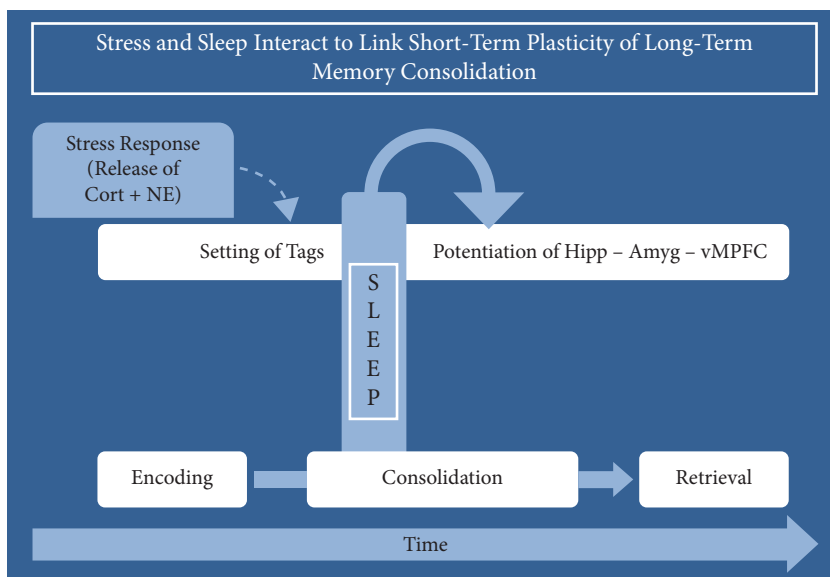 Stress and Sleep Interact to Link Short-Term Plasticity of Long-Term
Memory Consolidation
Stress Response
(Release of
Cort + NE)
Setting of Tags
Potentiation of Hipp – Amyg – vMPFC
S
L
E
E
P
Encoding
Consolidation
Retrieval
Time